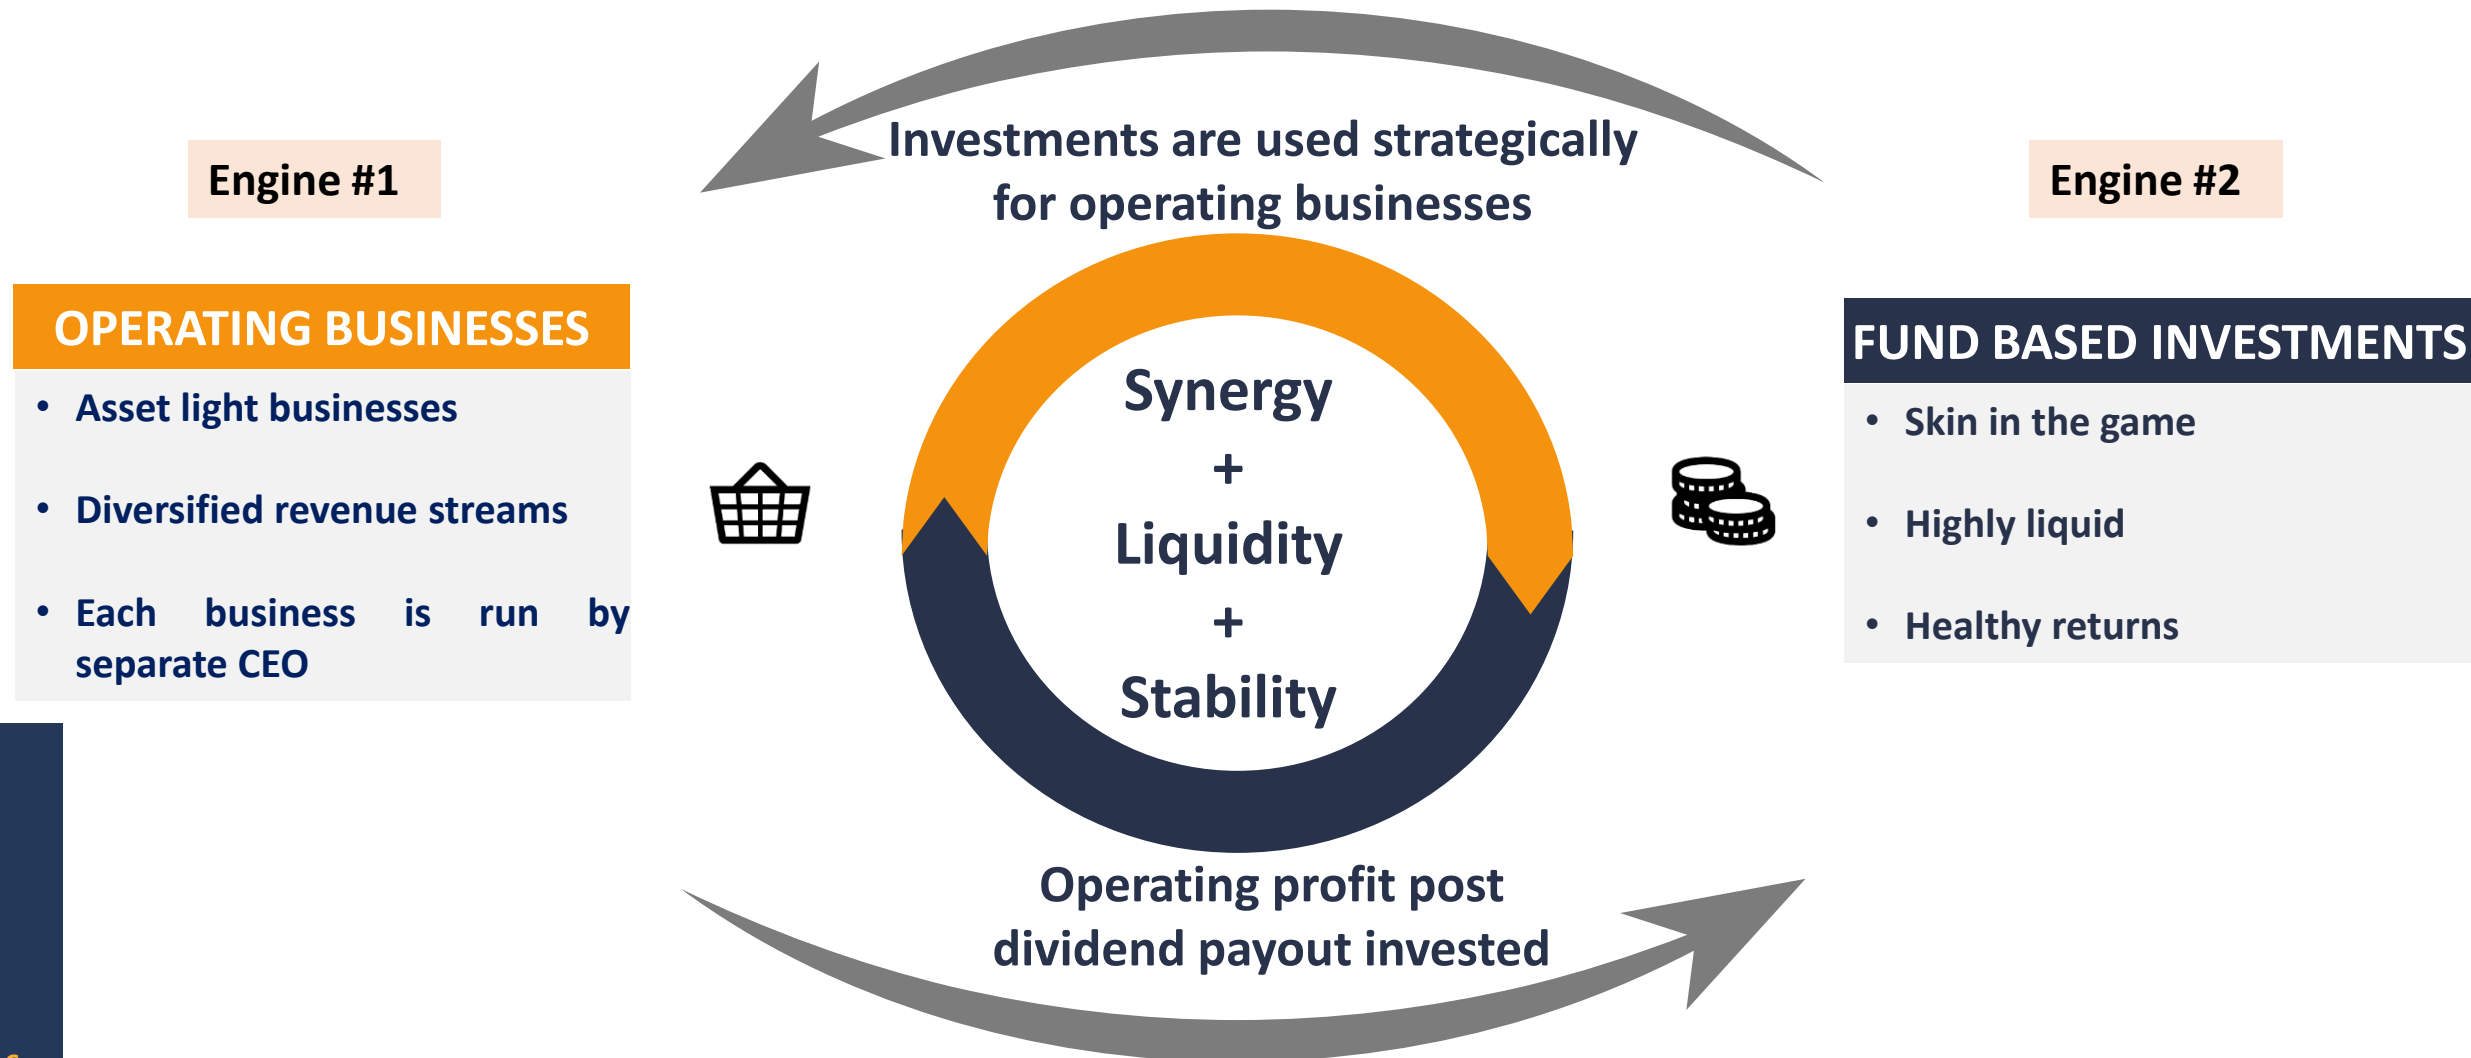 Investments are used strategically
for operating businesses
Engine #1
Engine #2
OPERATING BUSINESSES
• Asset light businesses
• Diversified revenue streams
• Each business is run by
separate CEO
Synergy
+
Liquidity
+
Stability
FUND BASED INVESTMENTS
• Skin in the game
• Highly liquid
• Healthy returns
Operating profit post
dividend payout invested